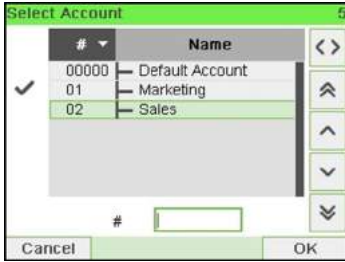 Select Account 5
# Name
00000 Default Account
01 Marketing
02 Sales
#
Cancel OK